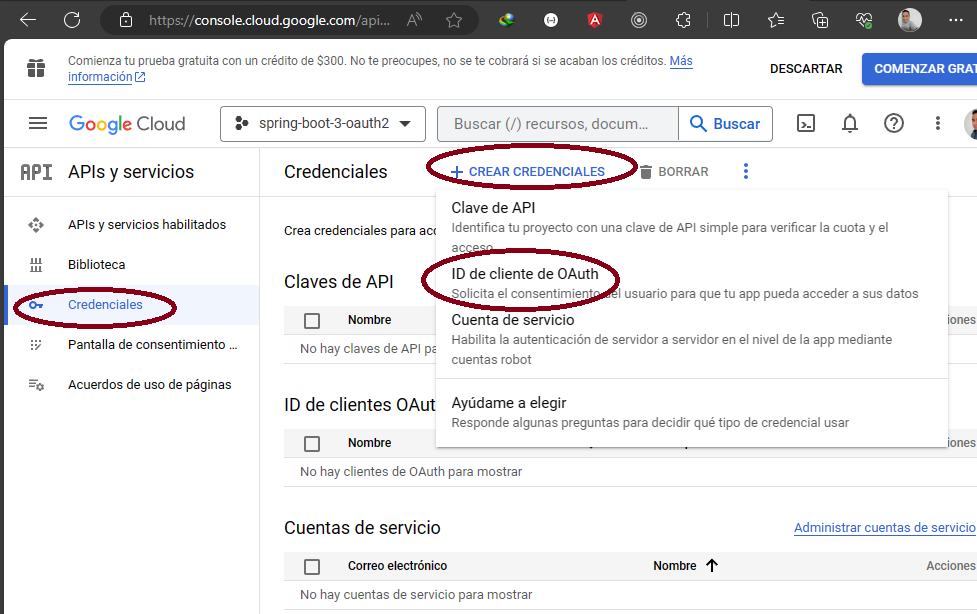 https://console.cloud.google.com/api...
Comienza tu prueba gratuita con un crédito de $300. No te preocupes, no se te cobrará si se acaban los créditos. Más
información
DESCARTAR
COMENZAR GRAT
Google Cloud
spring-boot-3-oauth2
Buscar (/) recursos, docum...
Buscar
API APIs y servicios
Credenciales
+ CREAR CREDENCIALES
BORRAR
APIs y servicios habilitados
Biblioteca
Credenciales
Pantalla de consentimiento ...
Acuerdos de uso de páginas
Crea credenciales para acc
Clave de API
Identifica tu proyecto con una clave de API simple para verificar la cuota y el
acceso
ID de cliente de OAuth
Solicita el consentimiento del usuario para que tu app pueda acceder a sus datos
Cuenta de servicio
Habilita la autenticación de servidor a servidor en el nivel de la app mediante
cuentas robot
Ayúdame a elegir
Responde algunas preguntas para decidir qué tipo de credencial usar
Claves de API
Nombre
iones
No hay claves de API pa
ID de clientes OAut
Nombre
iones
No hay clientes de OAuth para mostrar
Cuentas de servicio
Administrar cuentas de servicio
Correo electrónico
Nombre
Acciones
No hay cuentas de servicio para mostrar